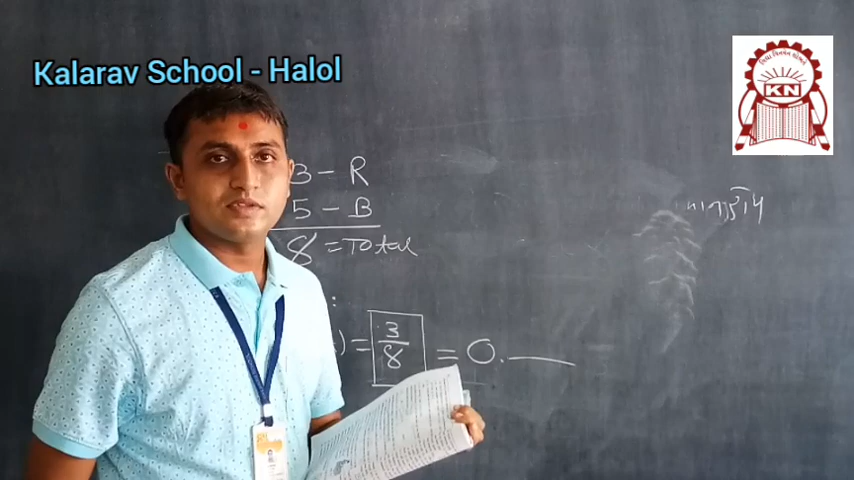 Kalarav School - Halol
KN
3 - R
5 - B
8 = Total
:
) = 3/8 = 0.